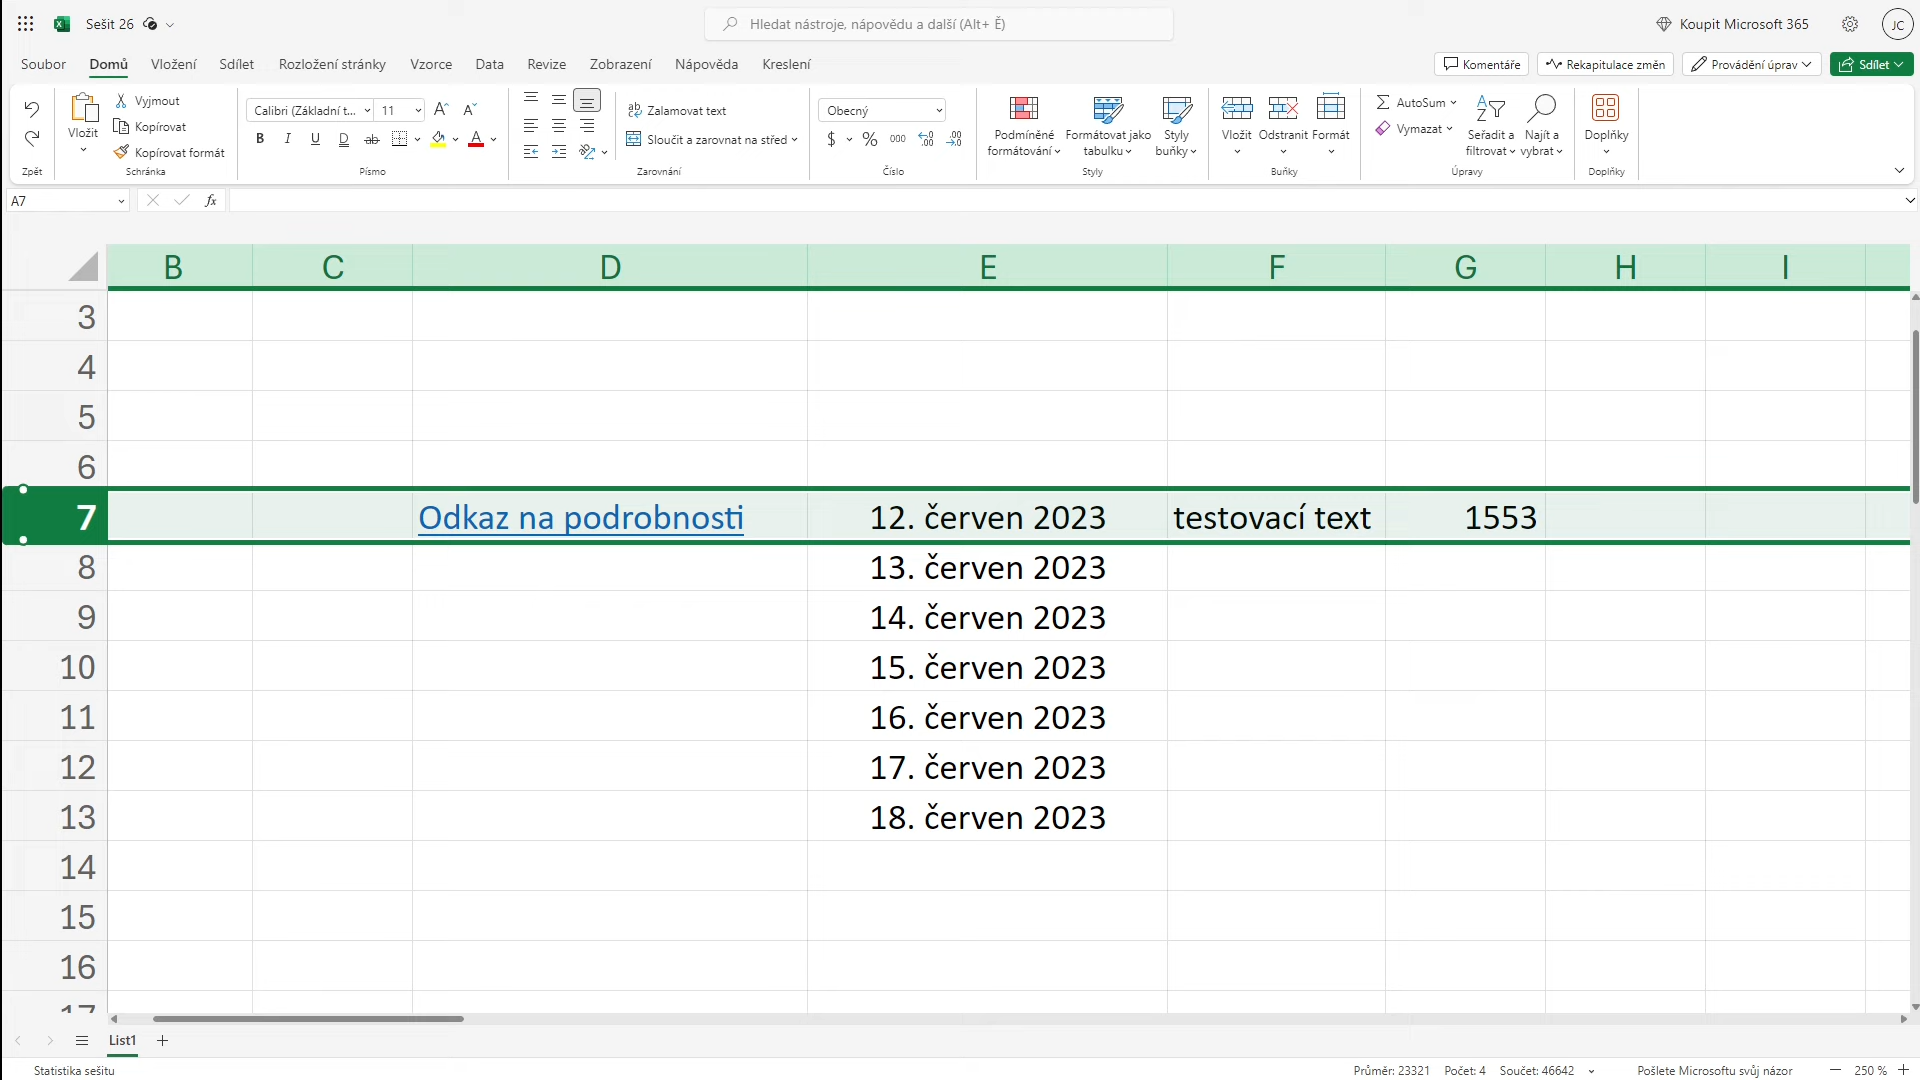 Sešit 26
Hledat nástroje, nápovědu a další (Alt+ Ě)
Koupit Microsoft 365
JC
Soubor Domů Vložení Sdílet Rozložení stránky Vzorce Data Revize Zobrazení Nápověda Kreslení
Komentáře Rekapitulace změn Provádění úprav Sdílet
Vložit
Vyjmout
Kopírovat
Kopírovat formát
Calibri (Základní t... 11
B I U D ab
Zalamovat text
Sloučit a zarovnat na střed
Obecný
$ % 000
Podmíněné formátování
Formátovat jako tabulku
Styly buňky
Vložit Odstranit Formát
AutoSum
Vymazat
Seřadit a filtrovat
Najít a vybrat
Doplňky
Zpět Schránka Písmo Zarovnání Číslo Styly Buňky Úpravy Doplňky
A7 fx
B C D E F G H I
3
4
5
6
7 Odkaz na podrobnosti 12. červen 2023 testovací text 1553
8 13. červen 2023
9 14. červen 2023
10 15. červen 2023
11 16. červen 2023
12 17. červen 2023
13 18. červen 2023
14
15
16
17
List1
Statistika sešitu Průměr: 23321 Počet: 4 Součet: 46642 Pošlete Microsoftu svůj názor 250 %